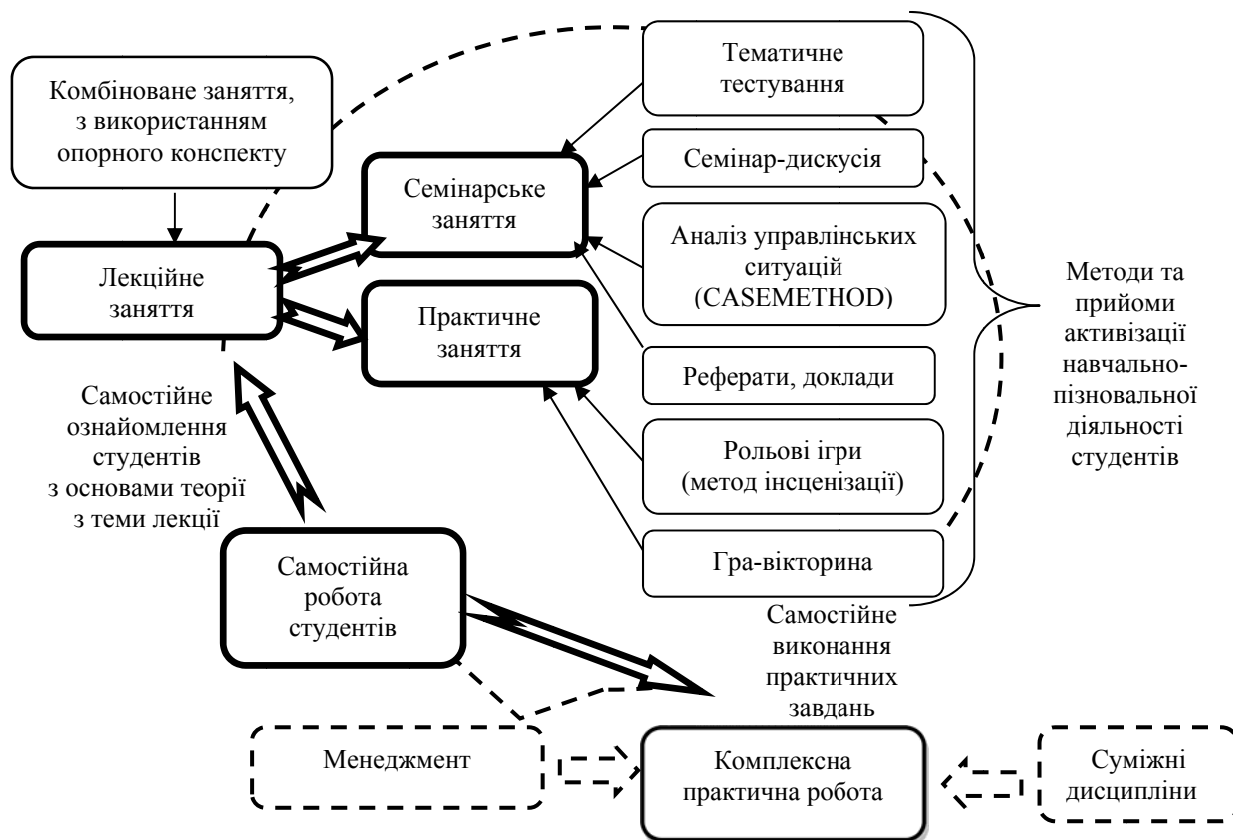 Комбіноване заняття,
з використанням
опорного конспекту
Лекційне
заняття
Семінарське
заняття
Практичне
заняття
Тематичне
тестування
Семінар-дискусія
Аналіз управлінських
ситуацій
(CASEMETHOD)
Реферати, доклади
Рольові ігри
(метод інсценізації)
Гра-вікторина
Методи та
прийоми
активізації
навчально-
пізновальної
діяльності
студентів
Самостійне
ознайомлення
студентів
з основами теорії
з теми лекції
Самостійна
робота
студентів
Самостійне
виконання
практичних
завдань
Менеджмент
Комплексна
практична робота
Суміжні
дисципліни